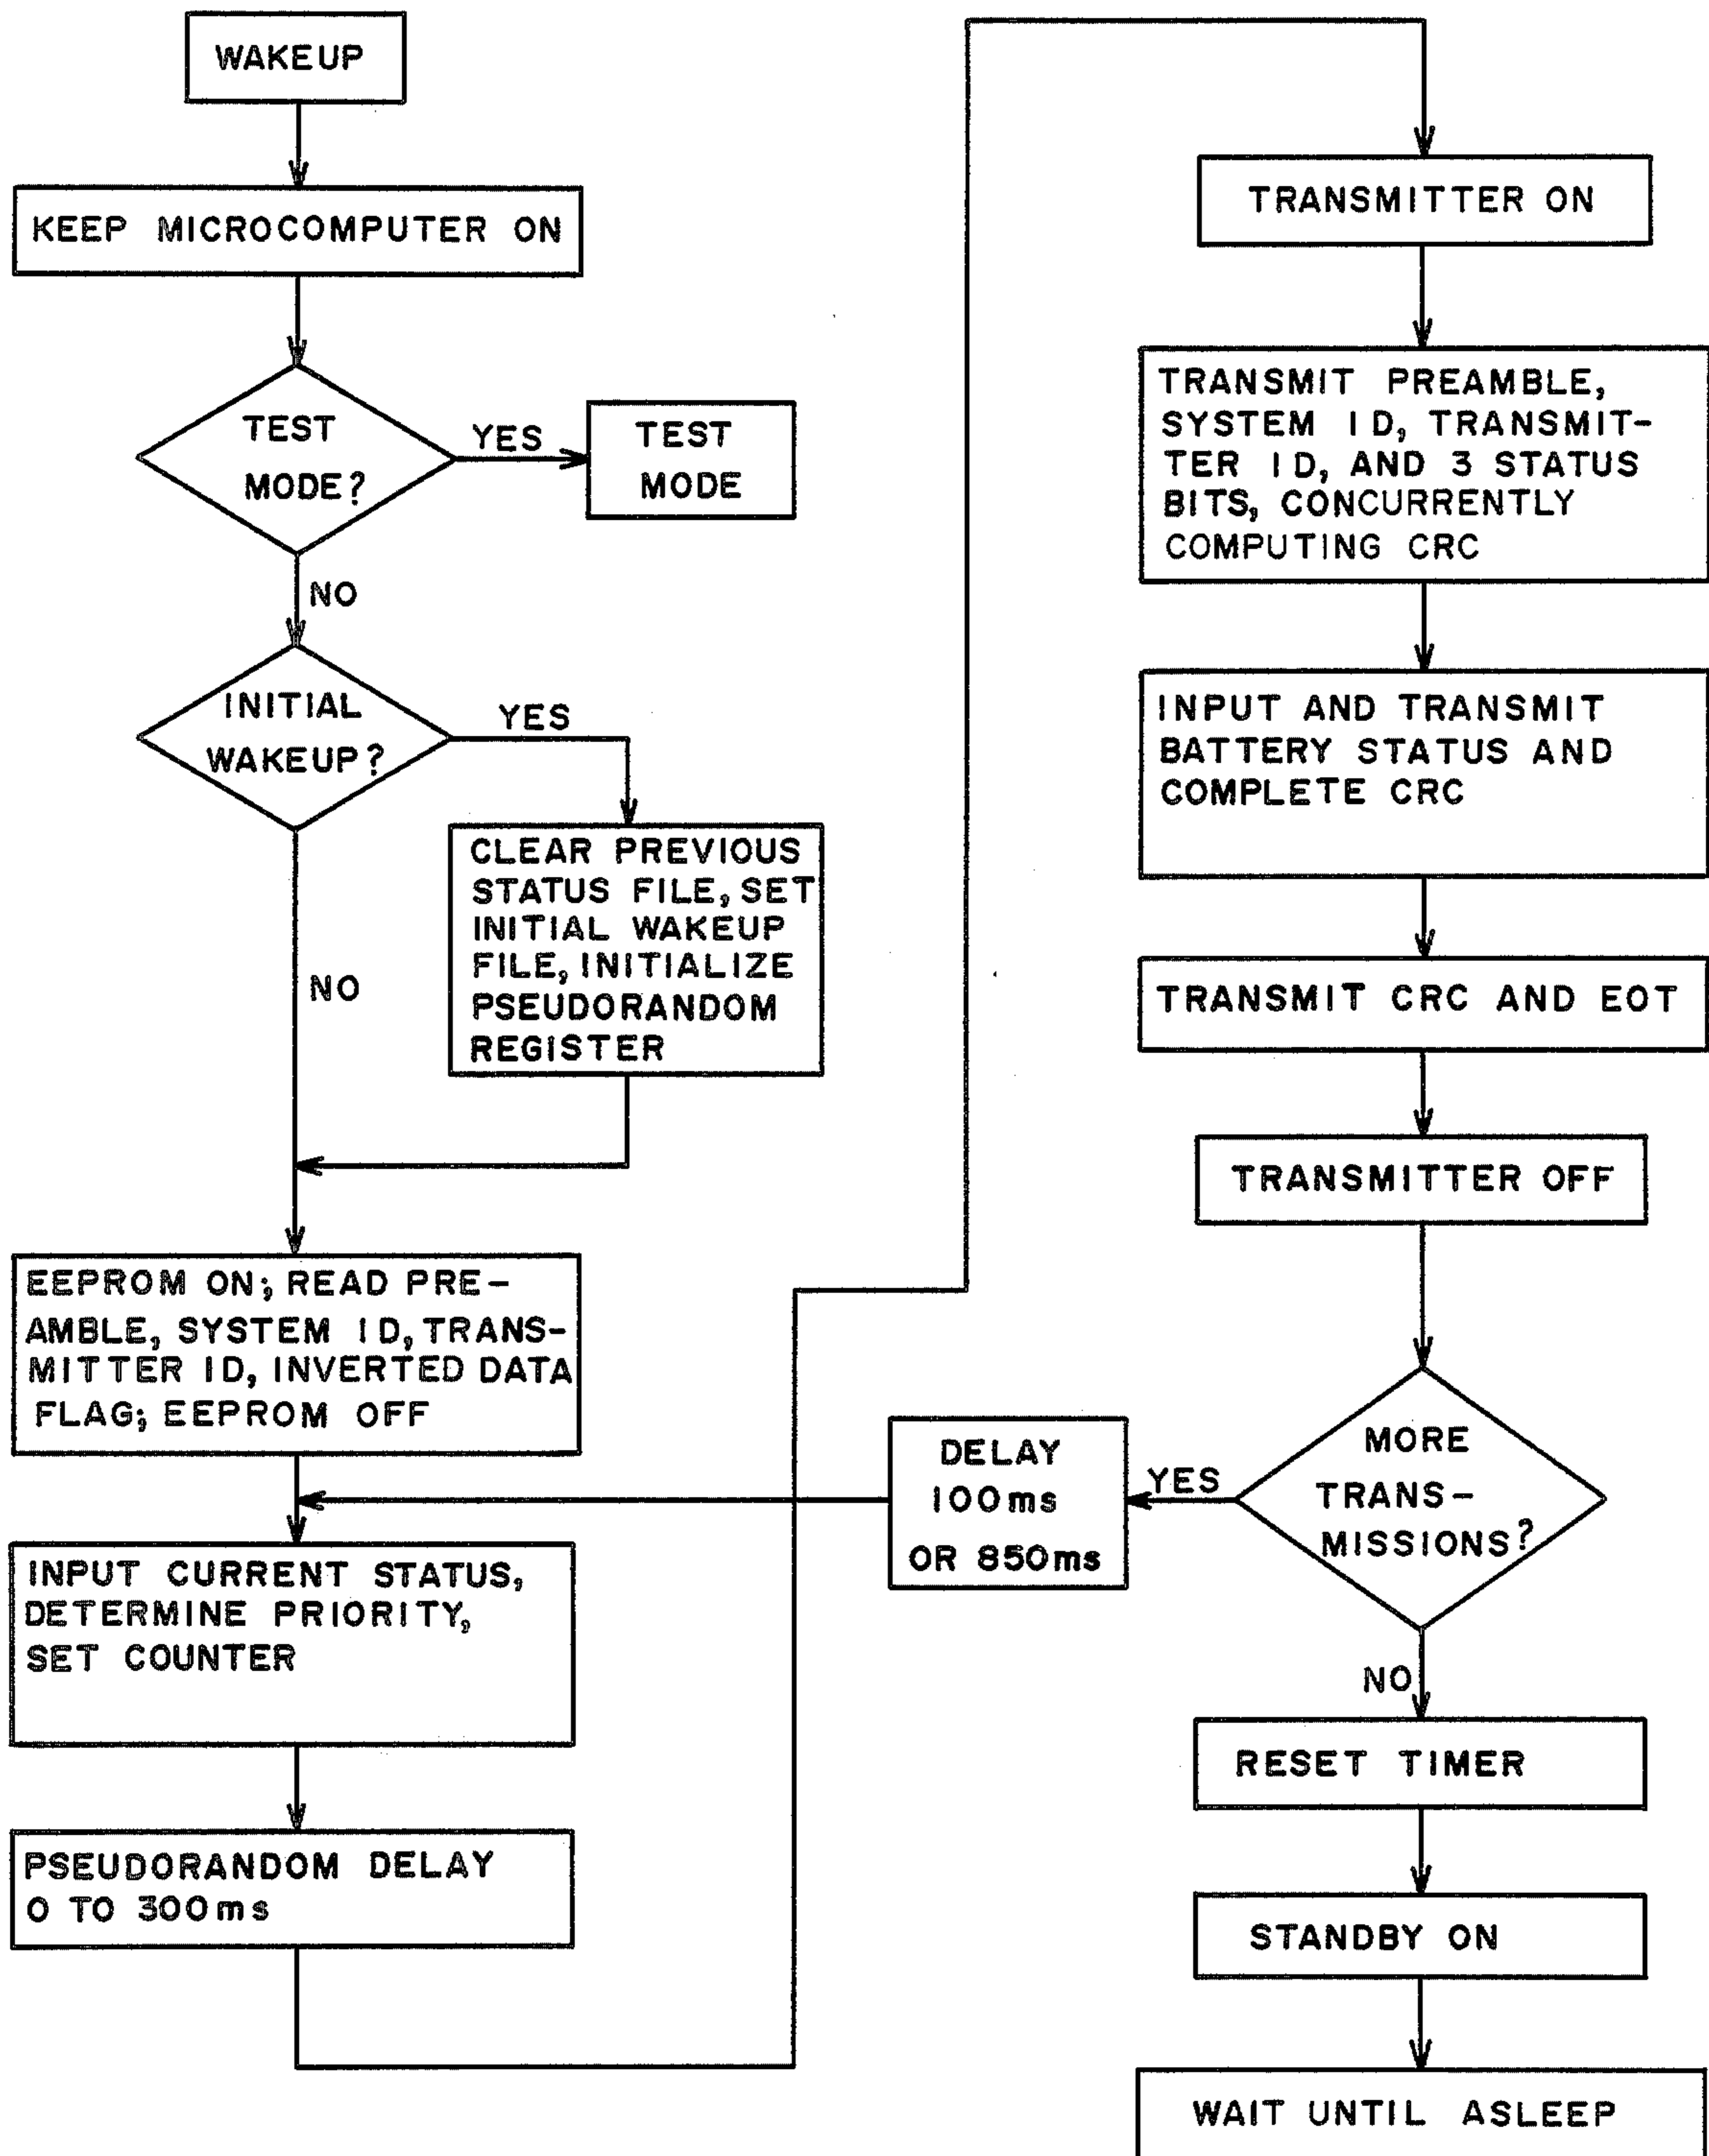 WAKEUP
KEEP MICROCOMPUTER ON
TEST
MODE?
YES
TEST
MODE
NO
INITIAL
WAKEUP?
YES
CLEAR PREVIOUS
STATUS FILE, SET
INITIAL WAKEUP
FILE, INITIALIZE
PSEUDORANDOM
REGISTER
NO
EEPROM ON; READ PRE-
AMBLE, SYSTEM ID, TRANS-
MITTER ID, INVERTED DATA
FLAG; EEPROM OFF
INPUT CURRENT STATUS,
DETERMINE PRIORITY,
SET COUNTER
PSEUDORANDOM DELAY
0 TO 300ms
TRANSMITTER ON
TRANSMIT PREAMBLE,
SYSTEM ID, TRANSMIT-
TER ID, AND 3 STATUS
BITS, CONCURRENTLY
COMPUTING CRC
INPUT AND TRANSMIT
BATTERY STATUS AND
COMPLETE CRC
TRANSMIT CRC AND EOT
TRANSMITTER OFF
MORE
TRANS-
MISSIONS?
YES
DELAY
100ms
OR 850ms
NO
RESET TIMER
STANDBY ON
WAIT UNTIL ASLEEP